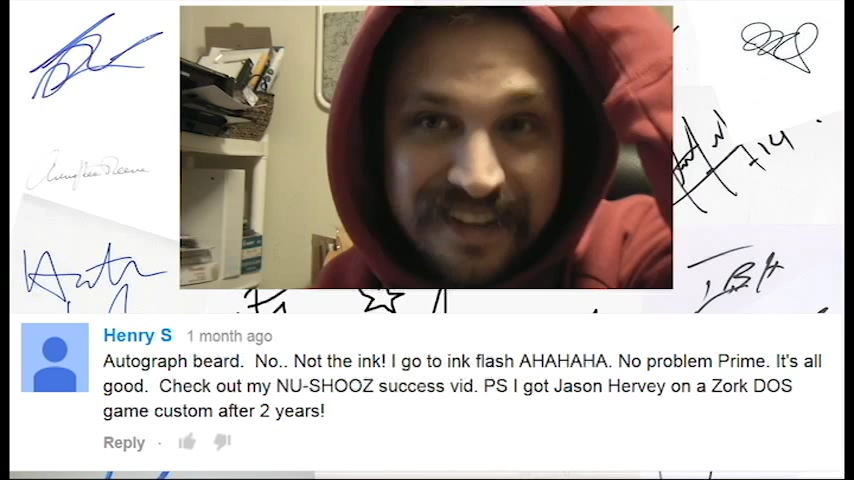 Henry S 1 month ago
Autograph beard. No.. Not the ink! I go to ink flash AHAHAHA. No problem Prime. It's all
good. Check out my NU-SHOOZ success vid. PS I got Jason Hervey on a Zork DOS
game custom after 2 years!
Reply